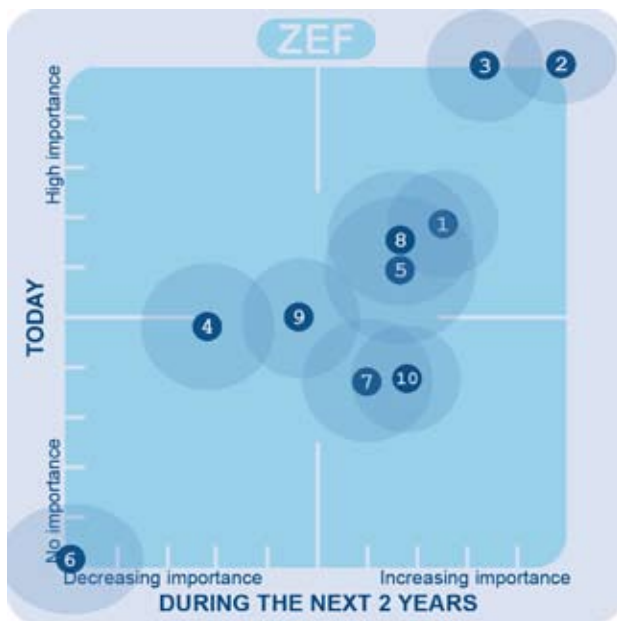 ZEF
3 2
High importance
1
8
5
TODAY
9
4
7 10
No importance
6
Decreasing importance Increasing importance
DURING THE NEXT 2 YEARS